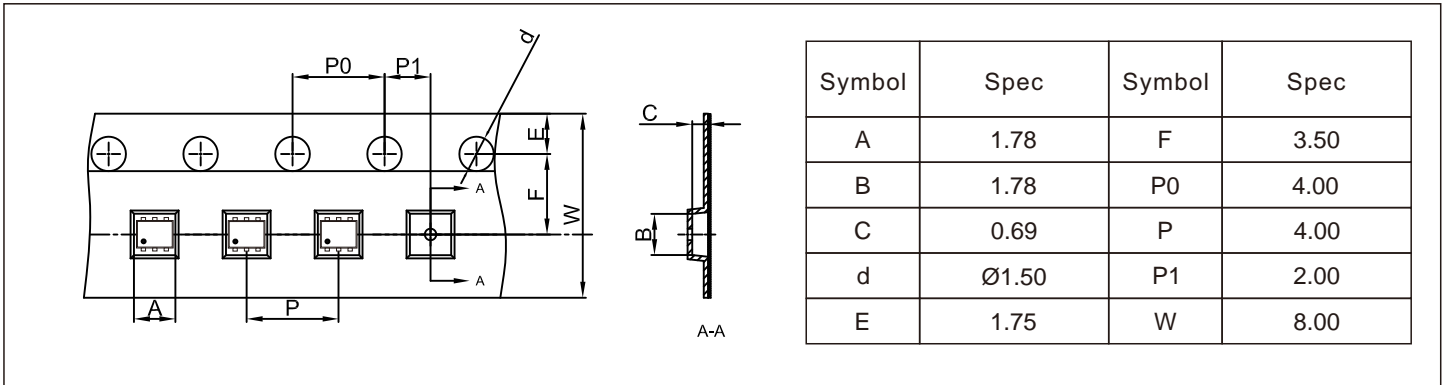 d
P0 P1
E
F
W
A
A
A
P
C
B
A-A
Symbol Spec Symbol Spec
A 1.78 F 3.50
B 1.78 P0 4.00
C 0.69 P 4.00
d Ø1.50 P1 2.00
E 1.75 W 8.00